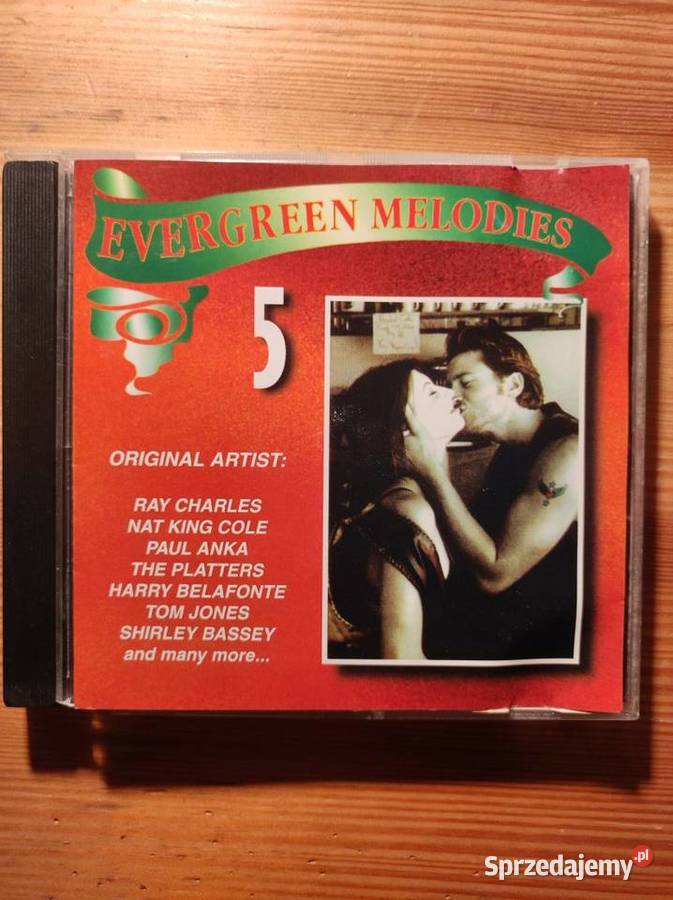 EVERGREEN MELODIES
5
ORIGINAL ARTIST:
RAY CHARLES
NAT KING COLE
PAUL ANKA
THE PLATTERS
HARRY BELAFONTE
TOM JONES
SHIRLEY BASSEY
and many more...
Sprzedajemy.pl